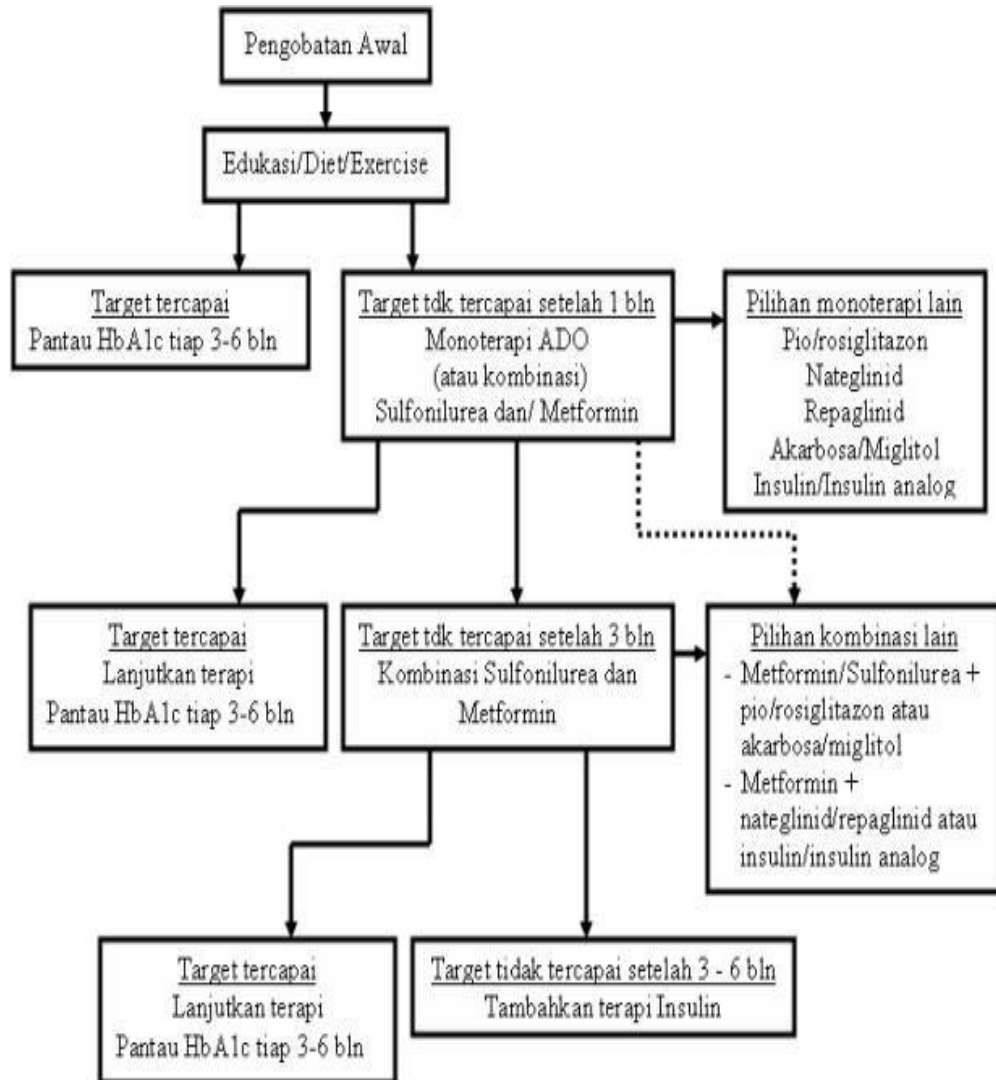 Pengobatan Awal
Edukasi/Diet/Exercise
Target tercapai
Pantau HbA1c tiap 3-6 bln
Target tdk tercapai setelah 1 bln
Monoterapi ADO
(atau kombinasi)
Sulfonilurea dan/ Metformin
Pilihan monoterapi lain
Pio/rosiglitazon
Nateglinid
Repaglinid
Akarbosa/Miglitol
Insulin/Insulin analog
Target tercapai
Lanjutkan terapi
Pantau HbA1c tiap 3-6 bln
Target tdk tercapai setelah 3 bln
Kombinasi Sulfonilurea dan
Metformin
Pilihan kombinasi lain
- Metformin/Sulfonilurea +
pio/rosiglitazon atau
akarbosa/miglitol
- Metformin +
nateglinid/repaglinid atau
insulin/insulin analog
Target tercapai
Lanjutkan terapi
Pantau HbA1c tiap 3-6 bln
Target tidak tercapai setelah 3 - 6 bln
Tambahkan terapi Insulin